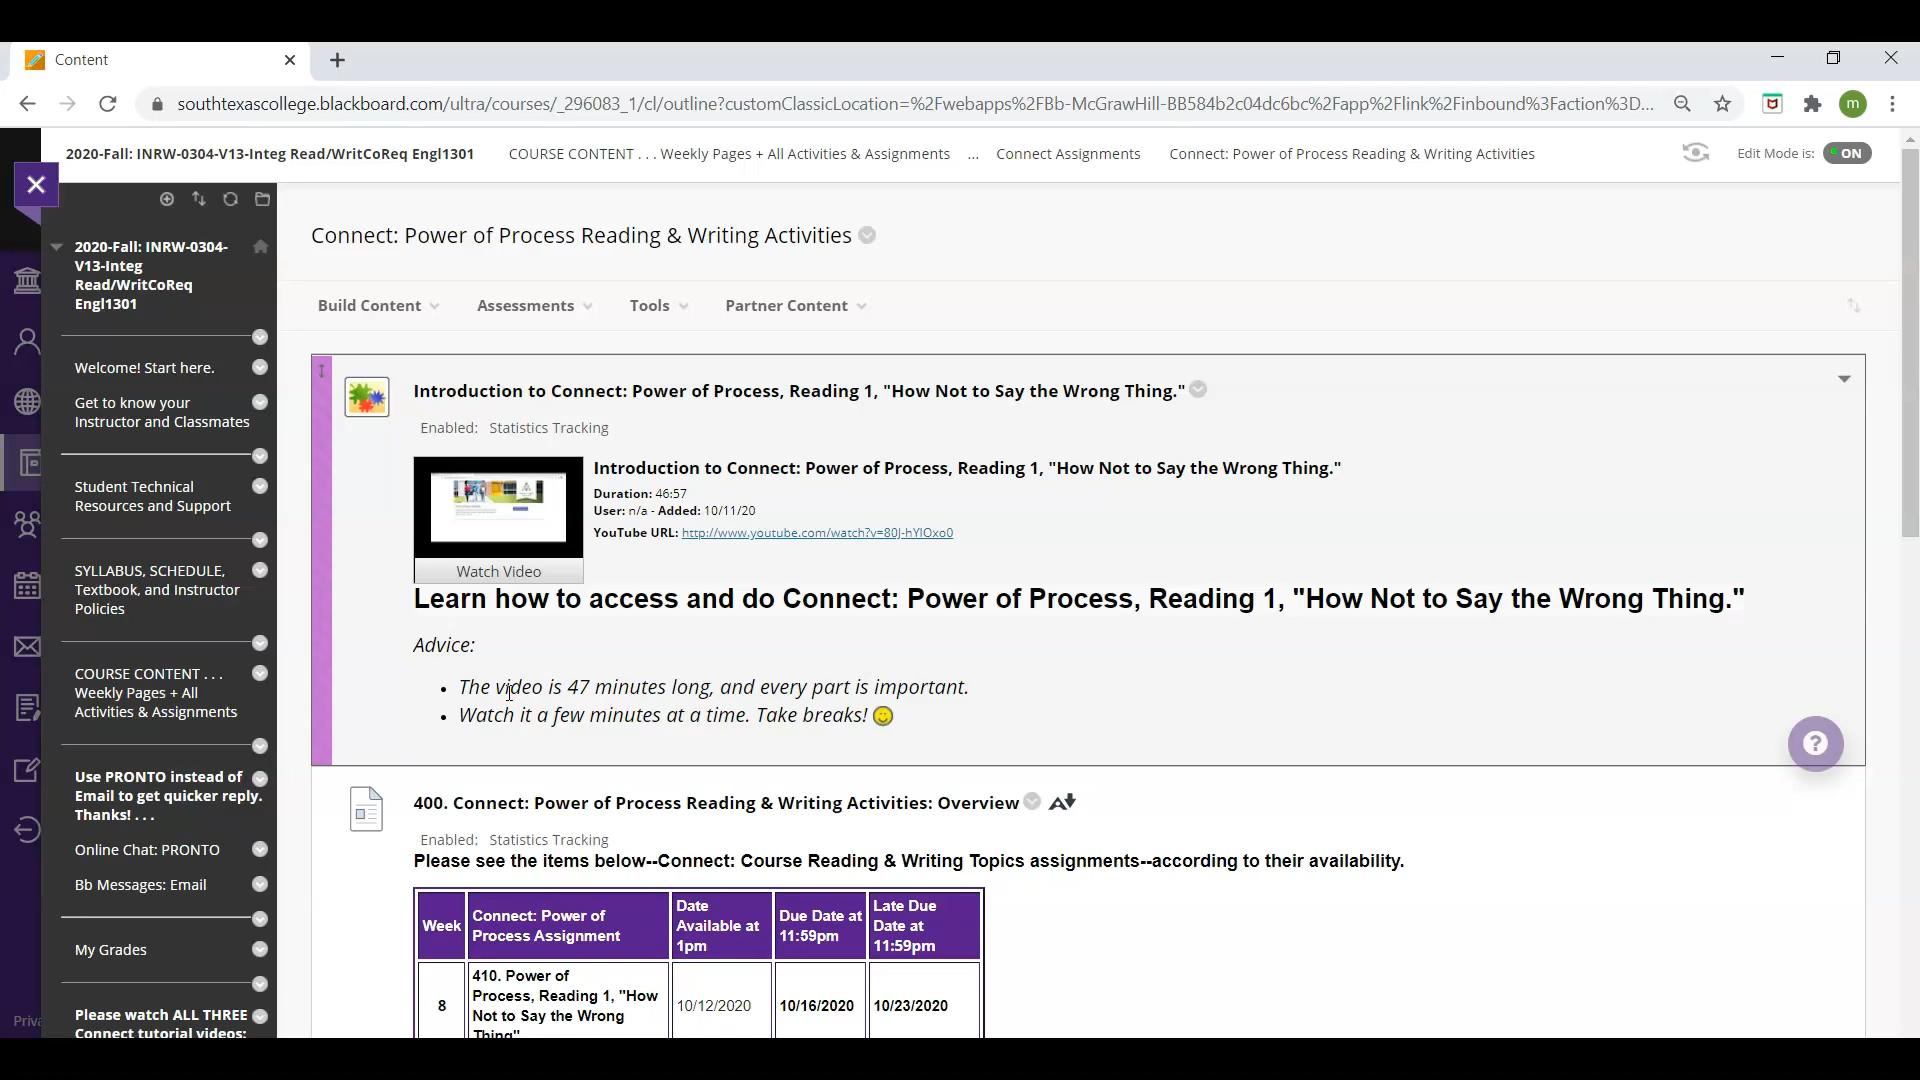 Content
southtexascollege.blackboard.com/ultra/courses/_296083_1/cl/outline?customClassicLocation=%2Fwebapps%2FBb-McGrawHill-BB584b2c04dc6bc%2Fapp%2Flink%2Finbound%3Faction%3D...
m
2020-Fall: INRW-0304-V13-Integ Read/WritCoReq Engl1301
COURSE CONTENT . . . Weekly Pages + All Activities & Assignments
...
Connect Assignments
Connect: Power of Process Reading & Writing Activities
Edit Mode is:
ON
2020-Fall: INRW-0304-
V13-Integ
Read/WritCoReq
Engl1301
Welcome! Start here.
Get to know your
Instructor and Classmates
Student Technical
Resources and Support
SYLLABUS, SCHEDULE,
Textbook, and Instructor
Policies
COURSE CONTENT . . .
Weekly Pages + All
Activities & Assignments
Use PRONTO instead of
Email to get quicker reply.
Thanks! . . .
Online Chat: PRONTO
Bb Messages: Email
My Grades
Please watch ALL THREE
Connect tutorial videos:
Priva
Connect: Power of Process Reading & Writing Activities
Build Content
Assessments
Tools
Partner Content
Introduction to Connect: Power of Process, Reading 1, "How Not to Say the Wrong Thing."
Enabled: Statistics Tracking
Watch Video
Introduction to Connect: Power of Process, Reading 1, "How Not to Say the Wrong Thing."
Duration: 46:57
User: n/a - Added: 10/11/20
YouTube URL: http://www.youtube.com/watch?v=80J-hYlOxo0
Learn how to access and do Connect: Power of Process, Reading 1, "How Not to Say the Wrong Thing."
Advice:
• The video is 47 minutes long, and every part is important.
• Watch it a few minutes at a time. Take breaks!
?
400. Connect: Power of Process Reading & Writing Activities: Overview
Enabled: Statistics Tracking
Please see the items below--Connect: Course Reading & Writing Topics assignments--according to their availability.
Week
Connect: Power of
Process Assignment
Date
Available at
1pm
Due Date at
11:59pm
Late Due
Date at
11:59pm
8
410. Power of
Process, Reading 1, "How
Not to Say the Wrong
Thing"
10/12/2020
10/16/2020
10/23/2020